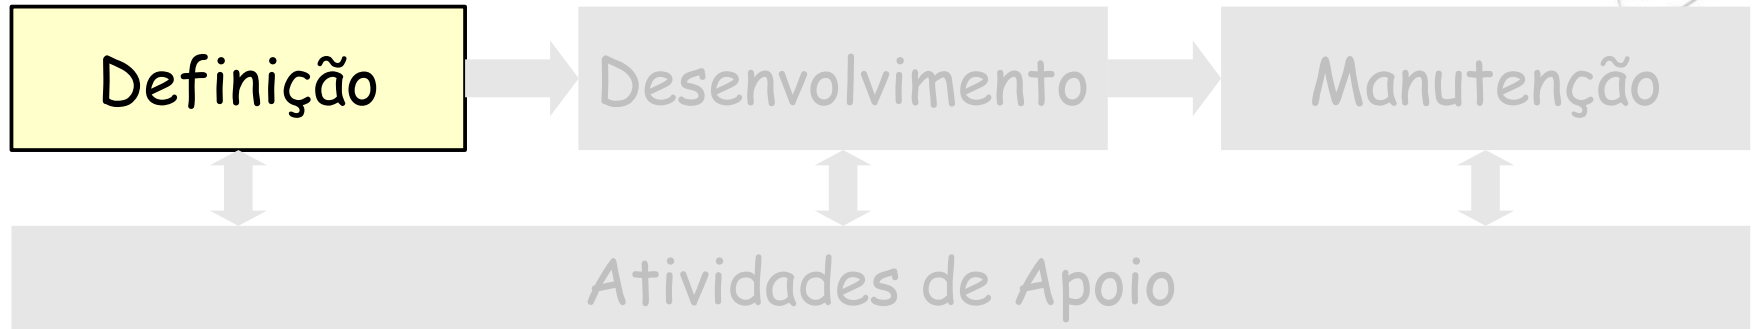 Definição
Desenvolvimento
Manutenção
Atividades de Apoio